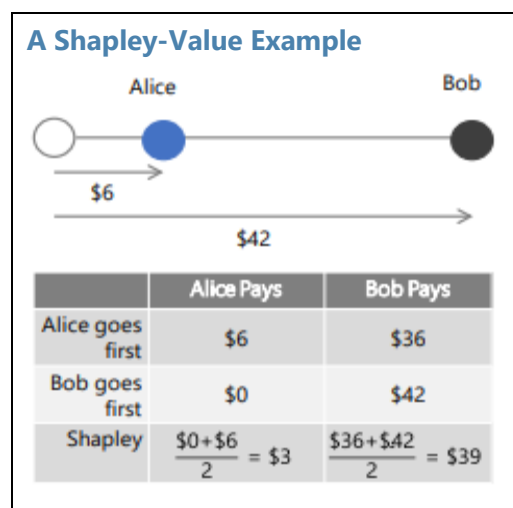 A Shapley-Value Example
Alice Bob
$6
$42
Alice Pays Bob Pays
Alice goes first $6 $36
Bob goes first $0 $42
Shapley $0+$6 / 2 = $3 $36+$42 / 2 = $39